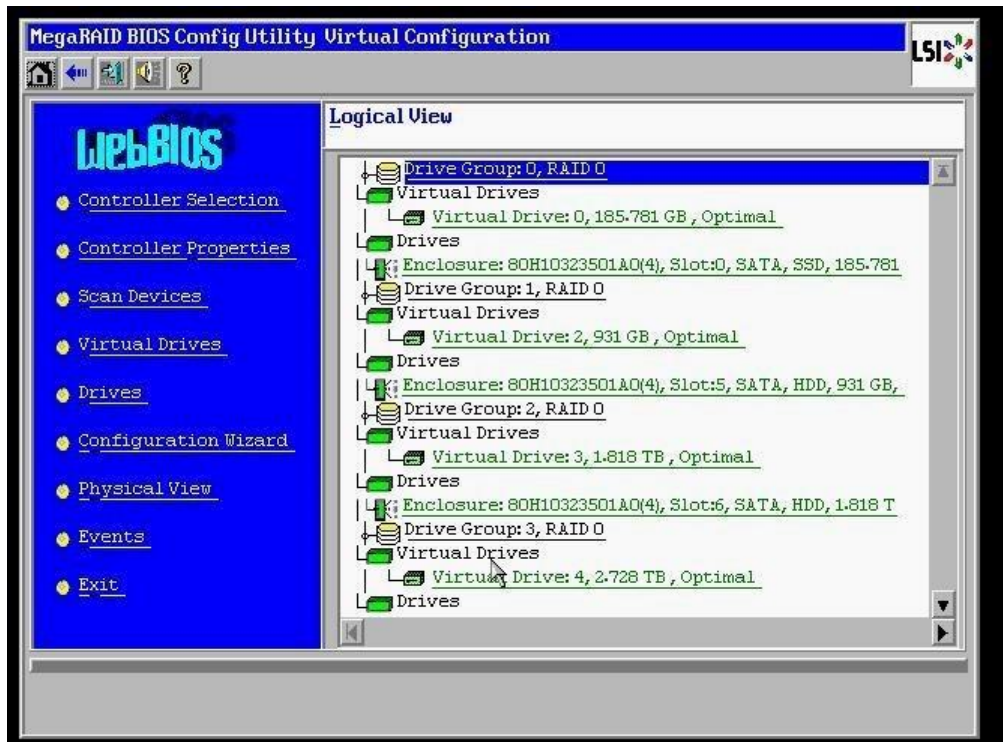 MegaRAID BIOS Config Utility Virtual Configuration
LSI
?
WebBIOS
Controller Selection
Controller Properties
Scan Devices
Virtual Drives
Drives
Configuration Wizard
Physical View
Events
Exit
Logical View
Drive Group: 0, RAID 0
Virtual Drives
Virtual Drive: 0, 185.781 GB, Optimal
Drives
Enclosure: 80H10323501A0(4), Slot:0, SATA, SSD, 185.781
Drive Group: 1, RAID 0
Virtual Drives
Virtual Drive: 2, 931 GB, Optimal
Drives
Enclosure: 80H10323501A0(4), Slot:5, SATA, HDD, 931 GB,
Drive Group: 2, RAID 0
Virtual Drives
Virtual Drive: 3, 1.818 TB, Optimal
Drives
Enclosure: 80H10323501A0(4), Slot:6, SATA, HDD, 1.818 T
Drive Group: 3, RAID 0
Virtual Drives
Virtual Drive: 4, 2.728 TB, Optimal
Drives